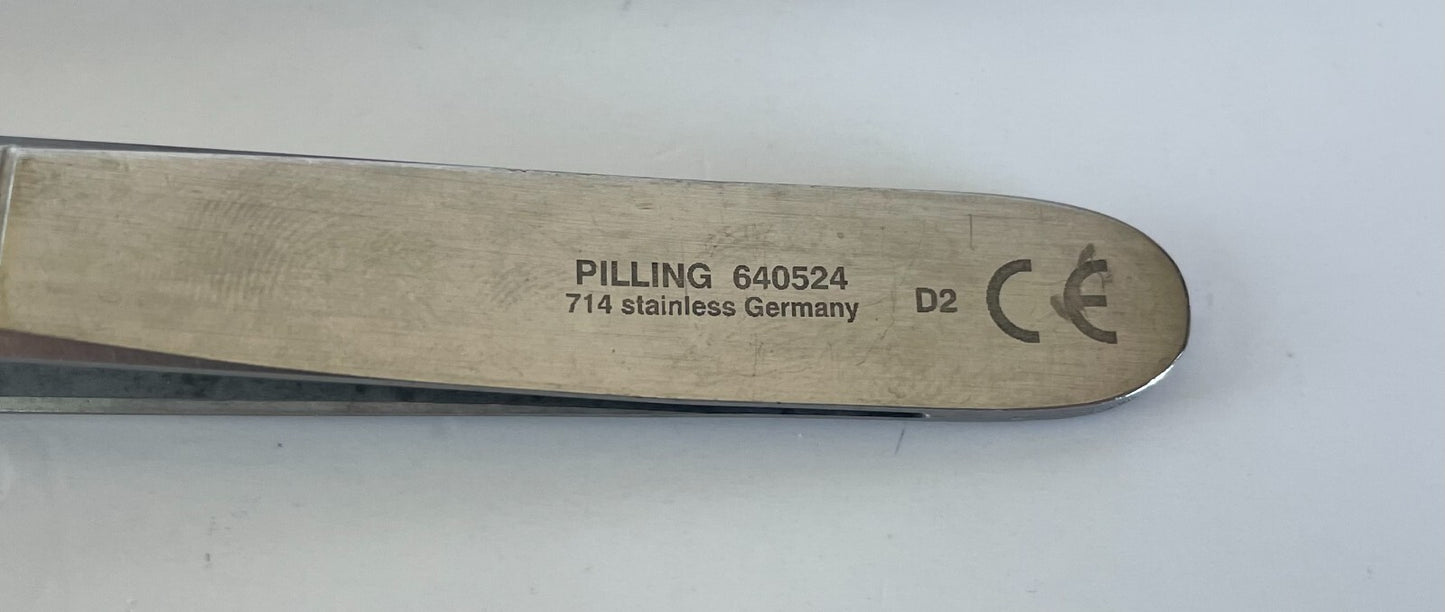 PILLING 640524
714 stainless Germany
D2 CE